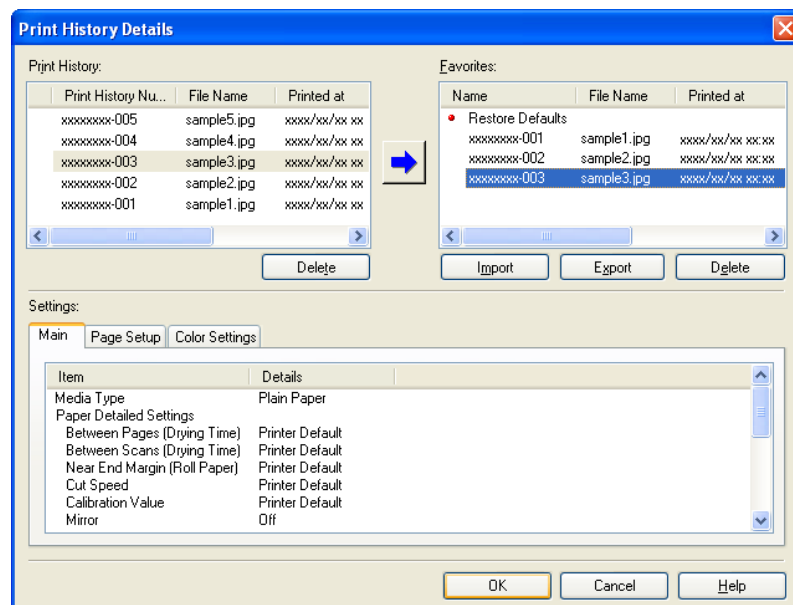 Print History Details
Print History:
Favorites:
Print History Nu... File Name Printed at
xxxxxxxx-005 sample5.jpg xxxx/xx/xx xx
xxxxxxxx-004 sample4.jpg xxxx/xx/xx xx
xxxxxxxx-003 sample3.jpg xxxx/xx/xx xx
xxxxxxxx-002 sample2.jpg xxxx/xx/xx xx
xxxxxxxx-001 sample1.jpg xxxx/xx/xx xx
Delete
Name File Name Printed at
Restore Defaults
xxxxxxxx-001 sample1.jpg xxxx/xx/xx xx:xx
xxxxxxxx-002 sample2.jpg xxxx/xx/xx xx:xx
xxxxxxxx-003 sample3.jpg xxxx/xx/xx xx:xx
Import Export Delete
Settings:
Main Page Setup Color Settings
Item Details
Media Type Plain Paper
Paper Detailed Settings
Between Pages (Drying Time) Printer Default
Between Scans (Drying Time) Printer Default
Near End Margin (Roll Paper) Printer Default
Cut Speed Printer Default
Calibration Value Printer Default
Mirror Off
OK Cancel Help